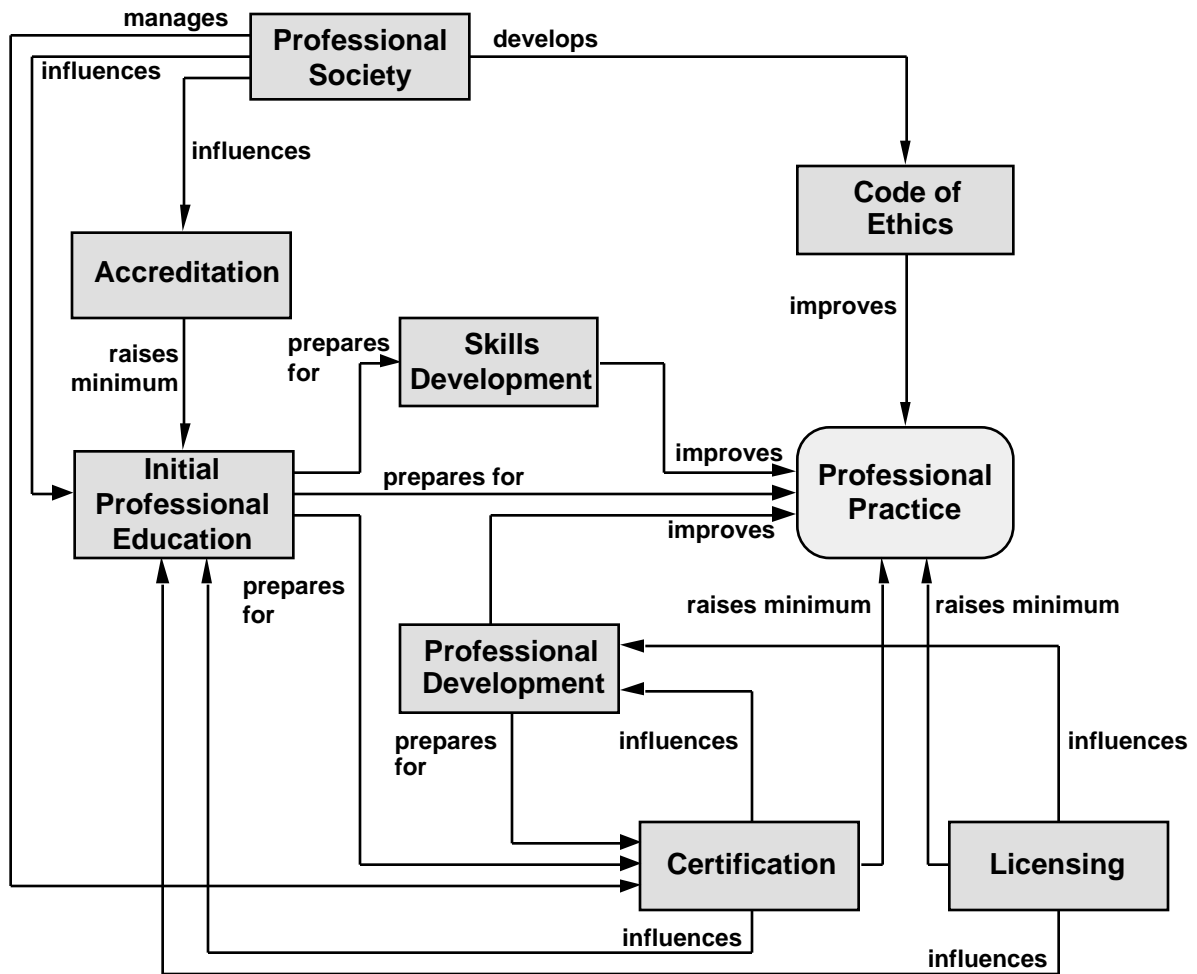 manages
Professional
Society
develops
influences
influences
Code of
Ethics
Accreditation
improves
raises
minimum
prepares
for
Skills
Development
Initial
Professional
Education
prepares for
improves
improves
Professional
Practice
prepares
for
raises minimum
raises minimum
Professional
Development
prepares
for
influences
influences
Certification
Licensing
influences
influences